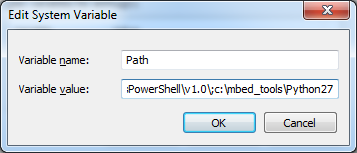 Edit System Variable
Variable name:
Path
Variable value:
PowerShell\v1.0\;c:\mbed_tools\Python27
OK
Cancel